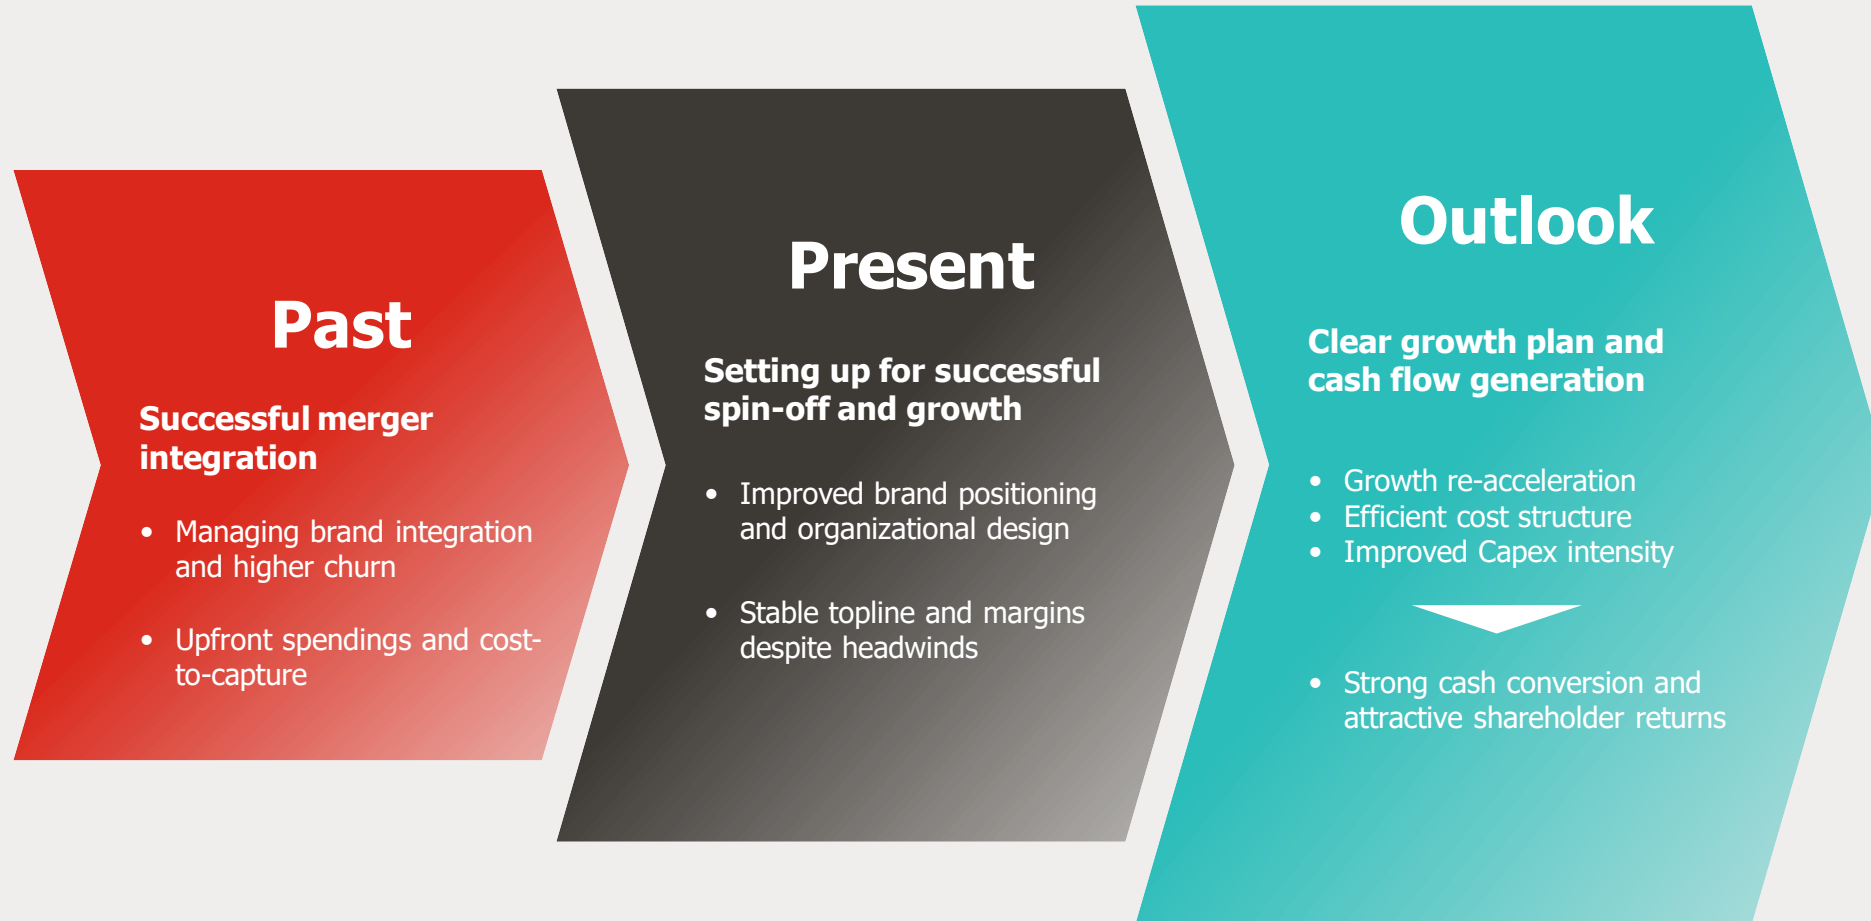 Past
Successful merger
integration
• Managing brand integration
and higher churn
• Upfront spendings and cost-
to-capture
Present
Setting up for successful
spin-off and growth
• Improved brand positioning
and organizational design
• Stable topline and margins
despite headwinds
Outlook
Clear growth plan and
cash flow generation
• Growth re-acceleration
• Efficient cost structure
• Improved Capex intensity
• Strong cash conversion and
attractive shareholder returns